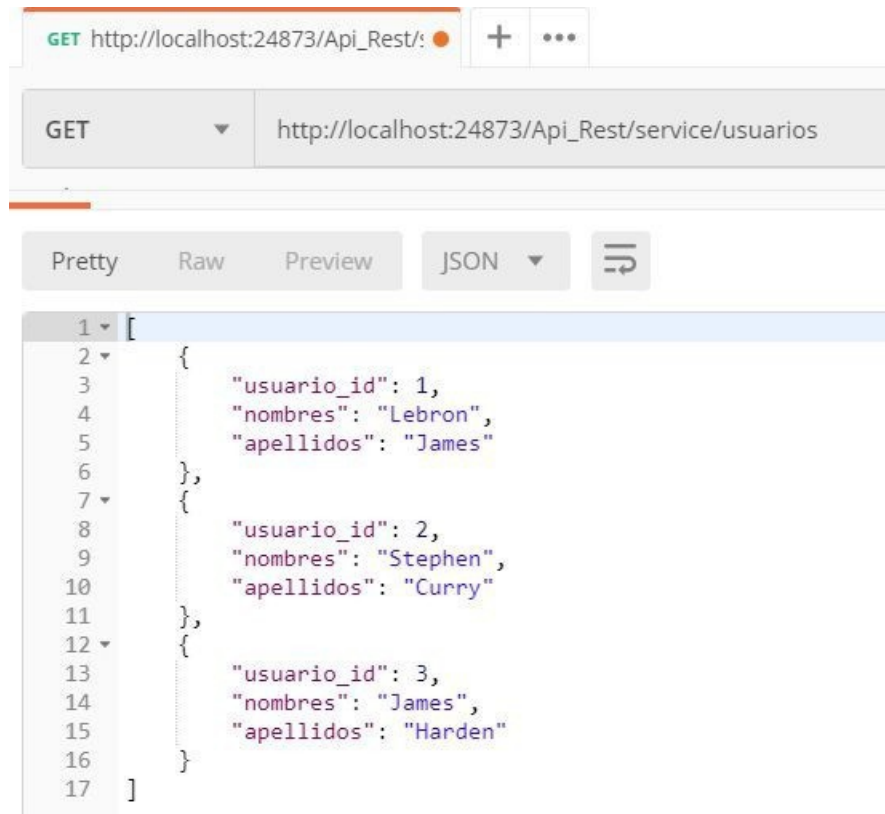 GET http://localhost:24873/Api_Rest/s
GET http://localhost:24873/Api_Rest/service/usuarios
Pretty Raw Preview JSON
1 [
2 {
3 "usuario_id": 1,
4 "nombres": "Lebron",
5 "apellidos": "James"
6 },
7 {
8 "usuario_id": 2,
9 "nombres": "Stephen",
10 "apellidos": "Curry"
11 },
12 {
13 "usuario_id": 3,
14 "nombres": "James",
15 "apellidos": "Harden"
16 }
17 ]